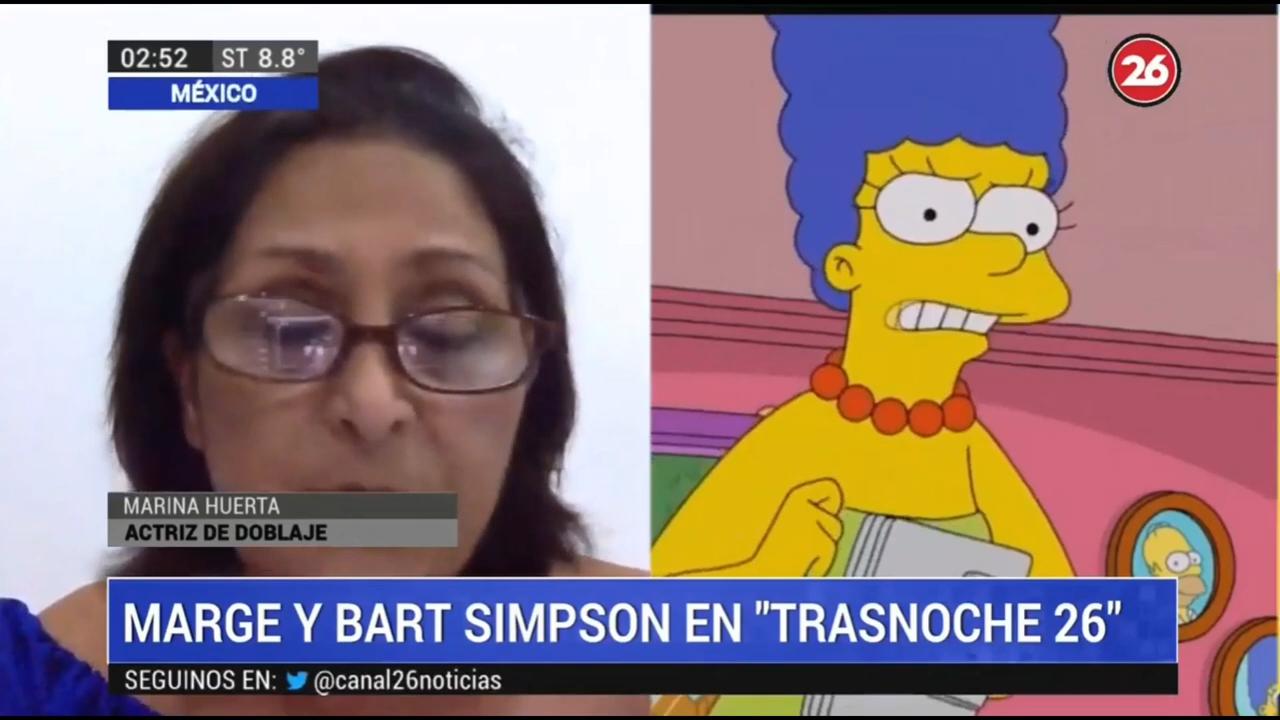 02:52 ST 8.8°
MÉXICO
26
MARINA HUERTA
ACTRIZ DE DOBLAJE
MARGE Y BART SIMPSON EN "TRASNOCHE 26"
SEGUINOS EN: @canal26noticias